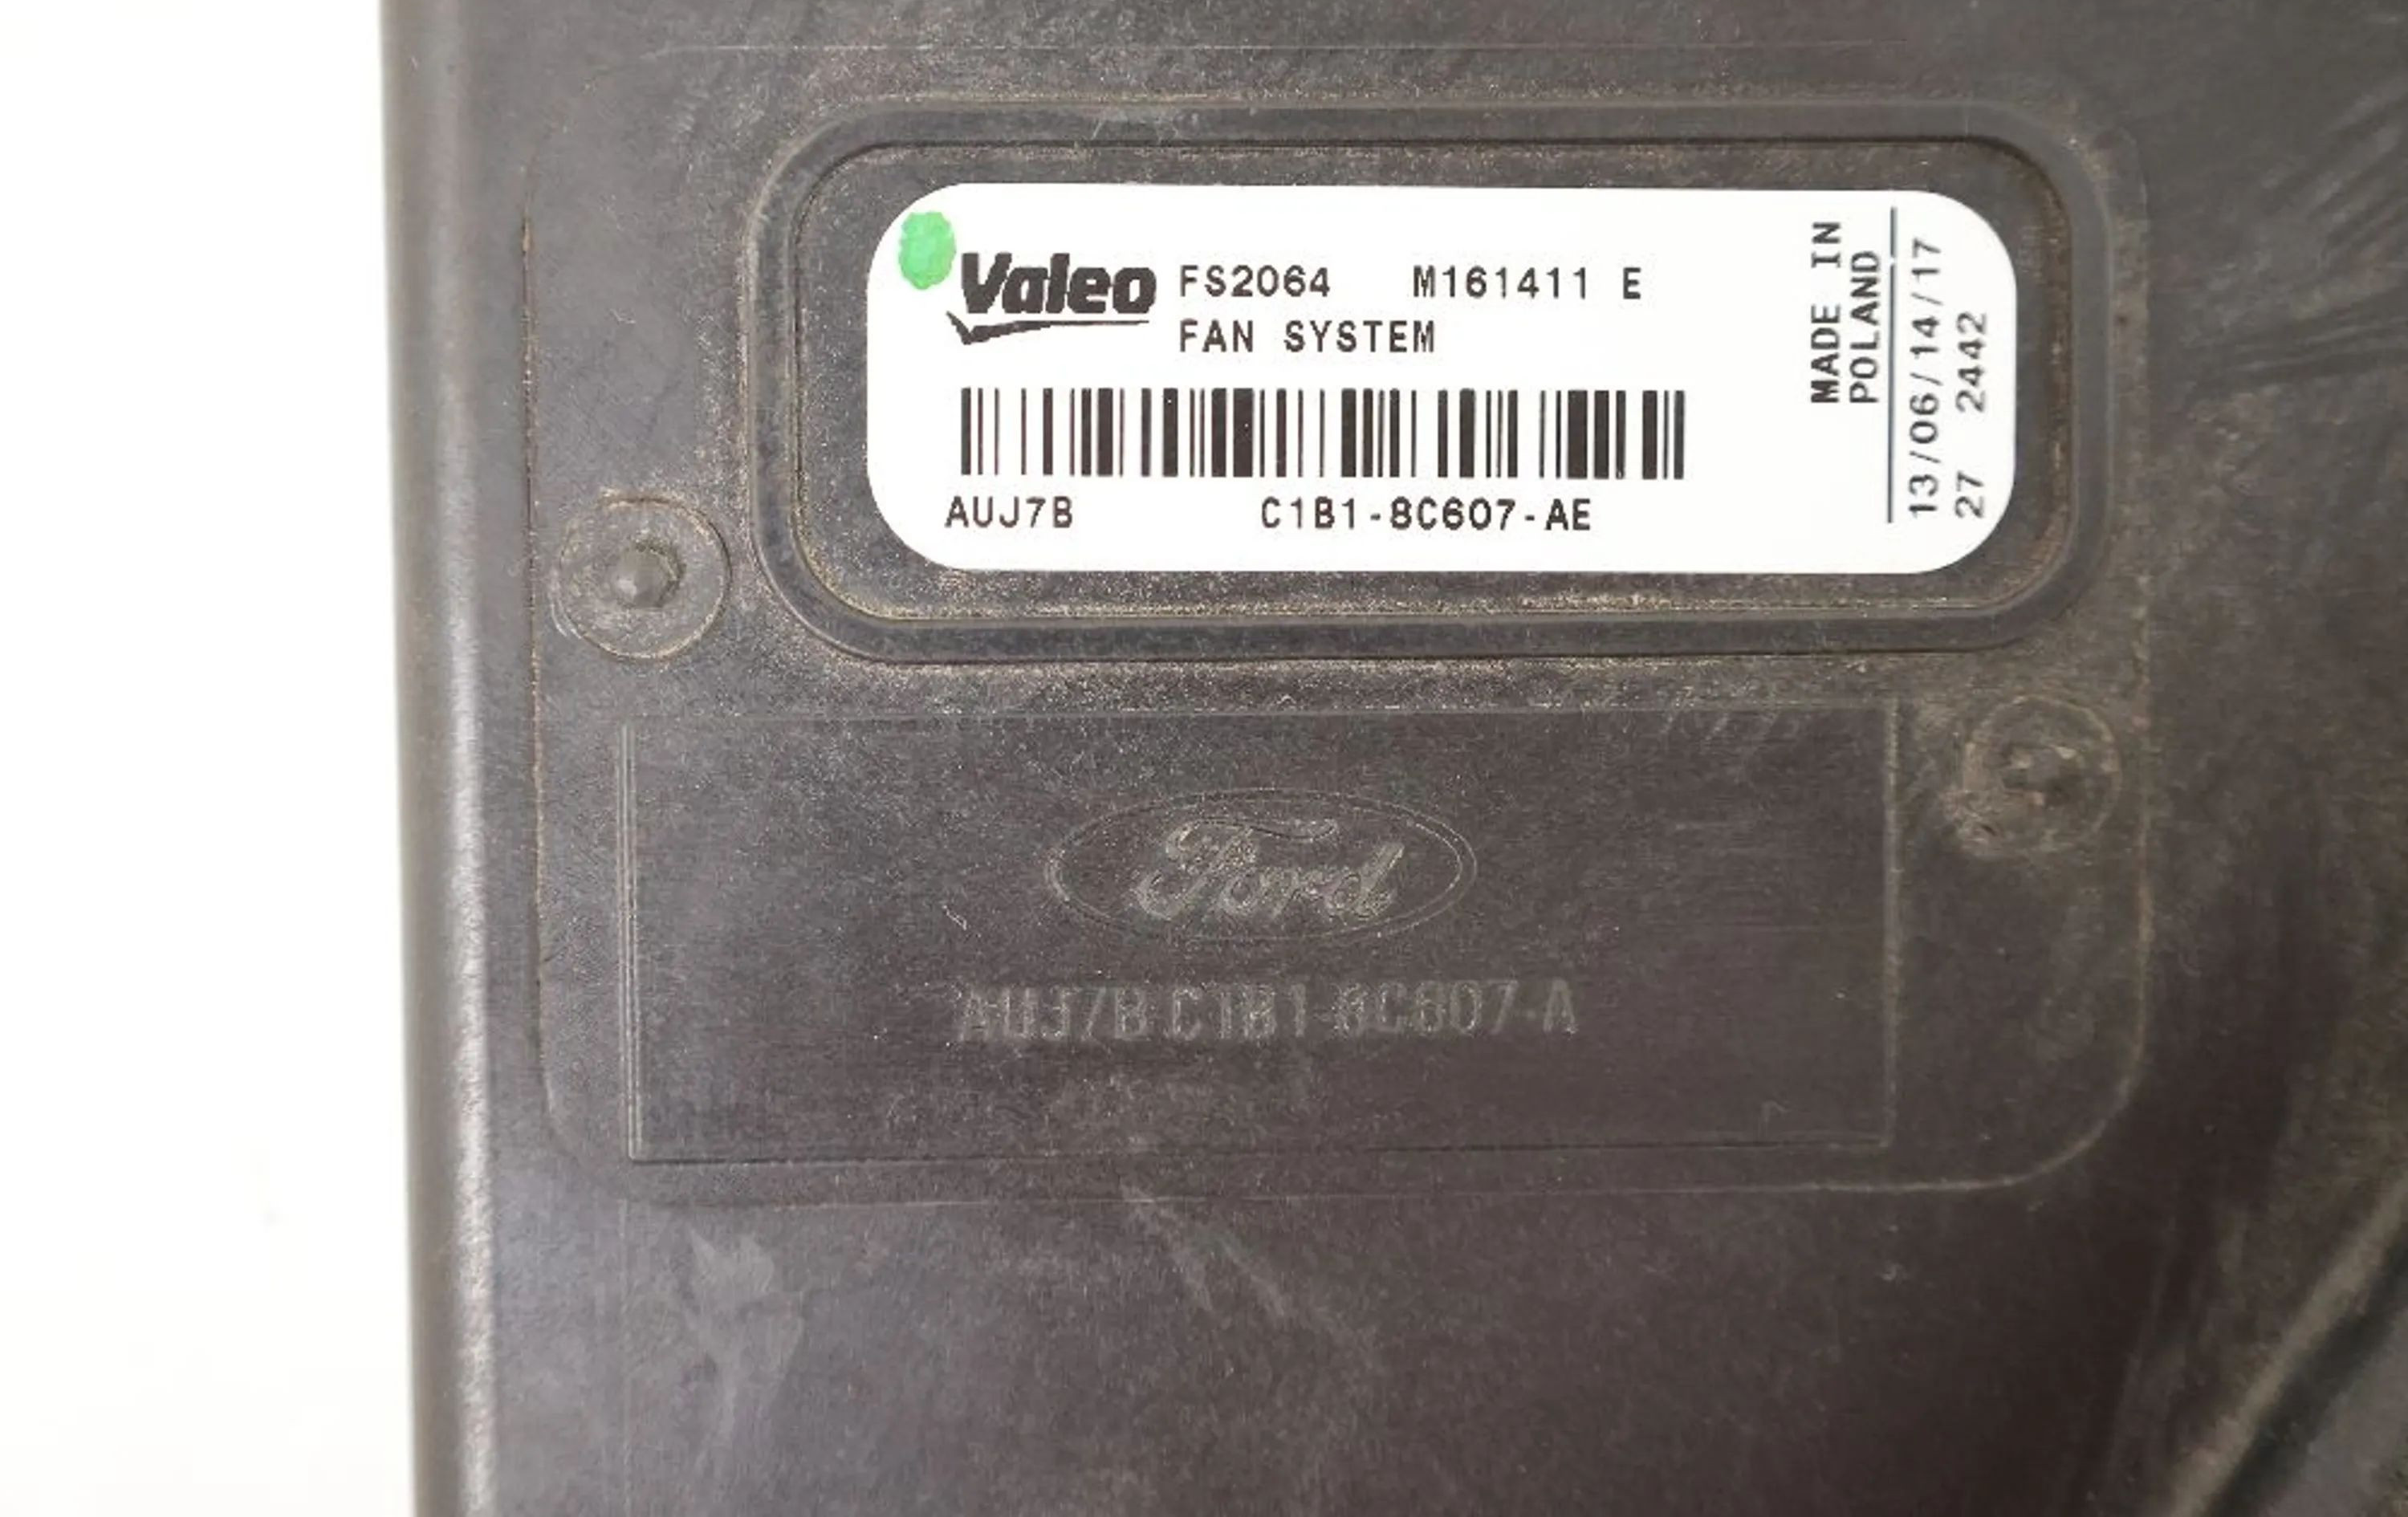 Valeo FS2064 M161411 E
FAN SYSTEM
AUJ7B C1B1-8C607-AE
MADE IN
POLAND
13/06/14/17
27 2442
Ford
AUJ7B C1B1-8C607-A